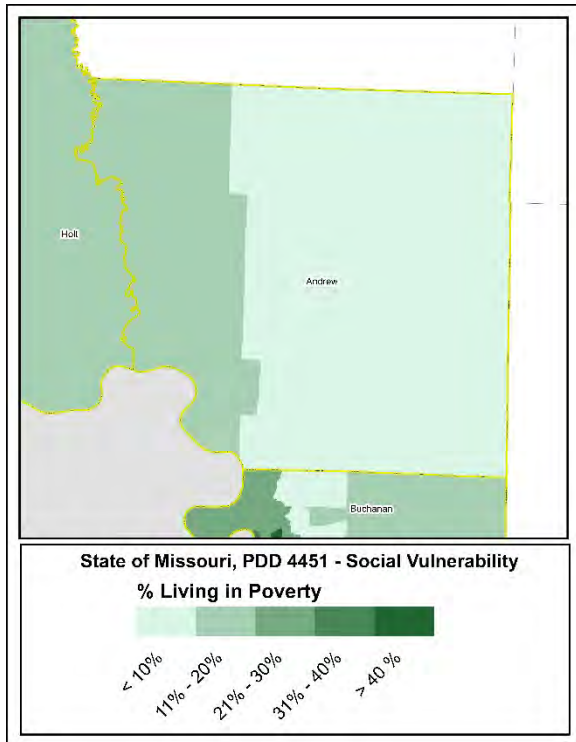 Holt
Andrew
Buchanan
State of Missouri, PDD 4451 - Social Vulnerability
% Living in Poverty
< 10%
11% - 20%
21% - 30%
31% - 40%
> 40 %